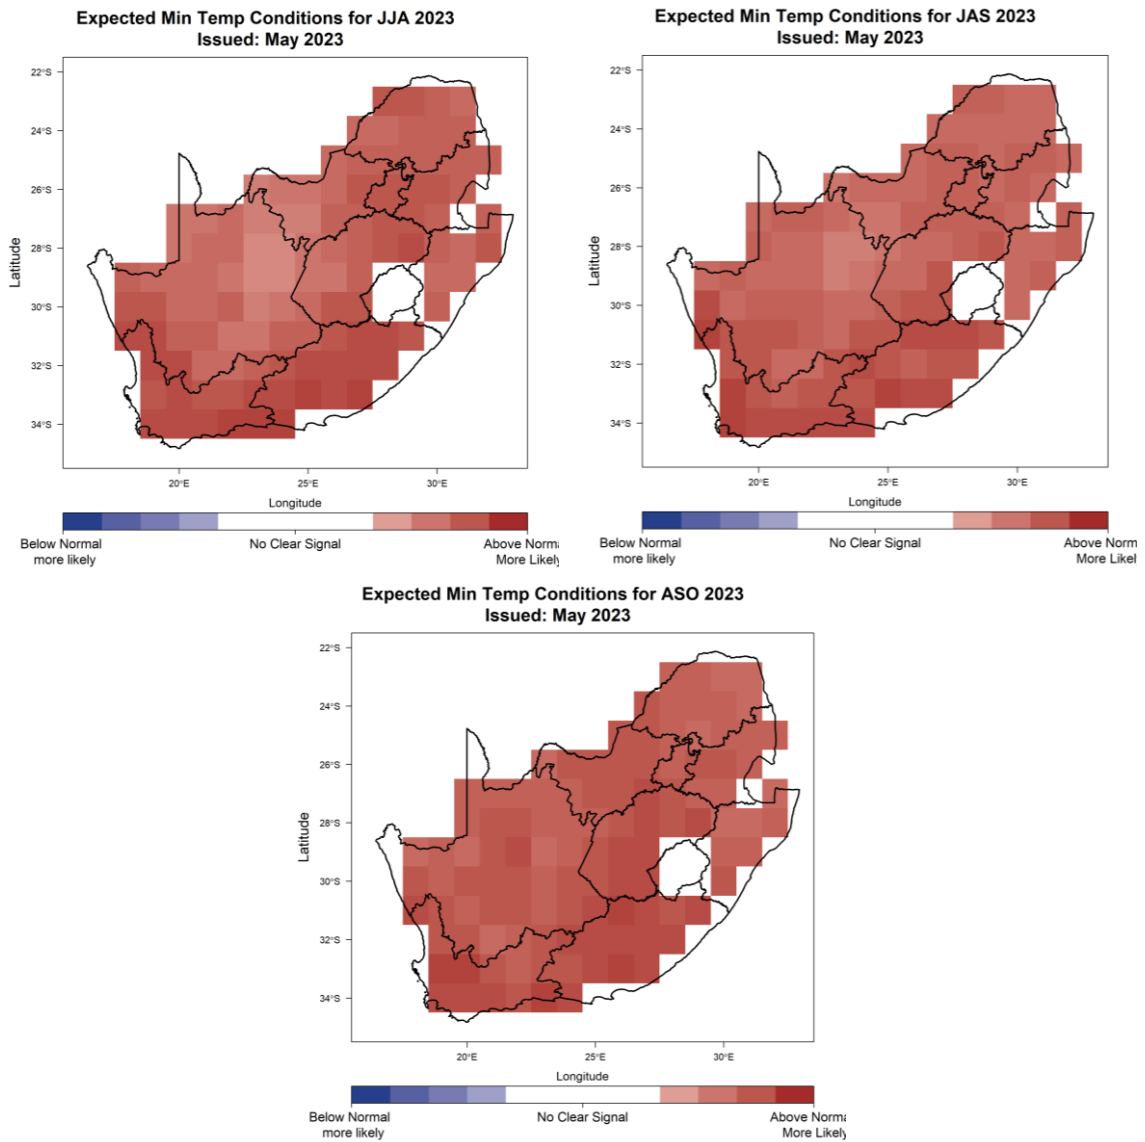 Expected Min Temp Conditions for JJA 2023
Issued: May 2023
22°S
24°S
26°S
28°S
30°S
32°S
34°S
Latitude
20°E 25°E 30°E
Longitude
Below Normal No Clear Signal Above Norma
more likely More Likely
Expected Min Temp Conditions for JAS 2023
Issued: May 2023
22°S
24°S
26°S
28°S
30°S
32°S
34°S
Latitude
20°E 25°E 30°E
Longitude
Below Normal No Clear Signal Above Norm
more likely More Likel
Expected Min Temp Conditions for ASO 2023
Issued: May 2023
22°S
24°S
26°S
28°S
30°S
32°S
34°S
Latitude
20°E 25°E 30°E
Longitude
Below Normal No Clear Signal Above Norma
more likely More Likely